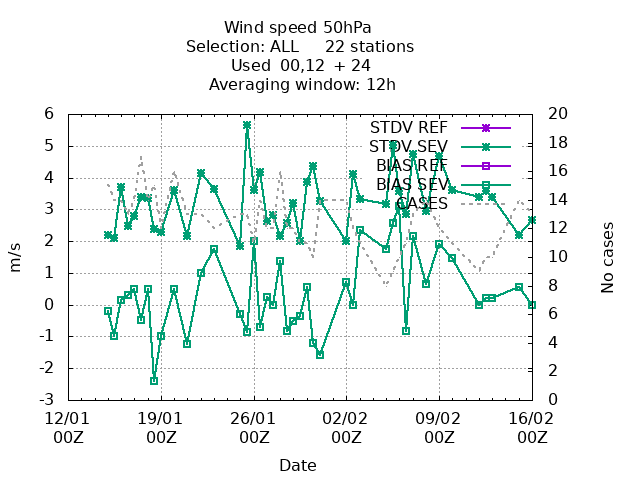 Wind speed 50hPa
Selection: ALL 22 stations
Used 00,12 + 24
Averaging window: 12h
STDV REF
STDV SEV
BIAS REF
BIAS SEV
CASES
6
5
4
3
2
1
0
-1
-2
-3
m/s
20
18
16
14
12
10
8
6
4
2
0
No cases
12/01 19/01 26/01 02/02 09/02 16/02
00Z 00Z 00Z 00Z 00Z 00Z
Date